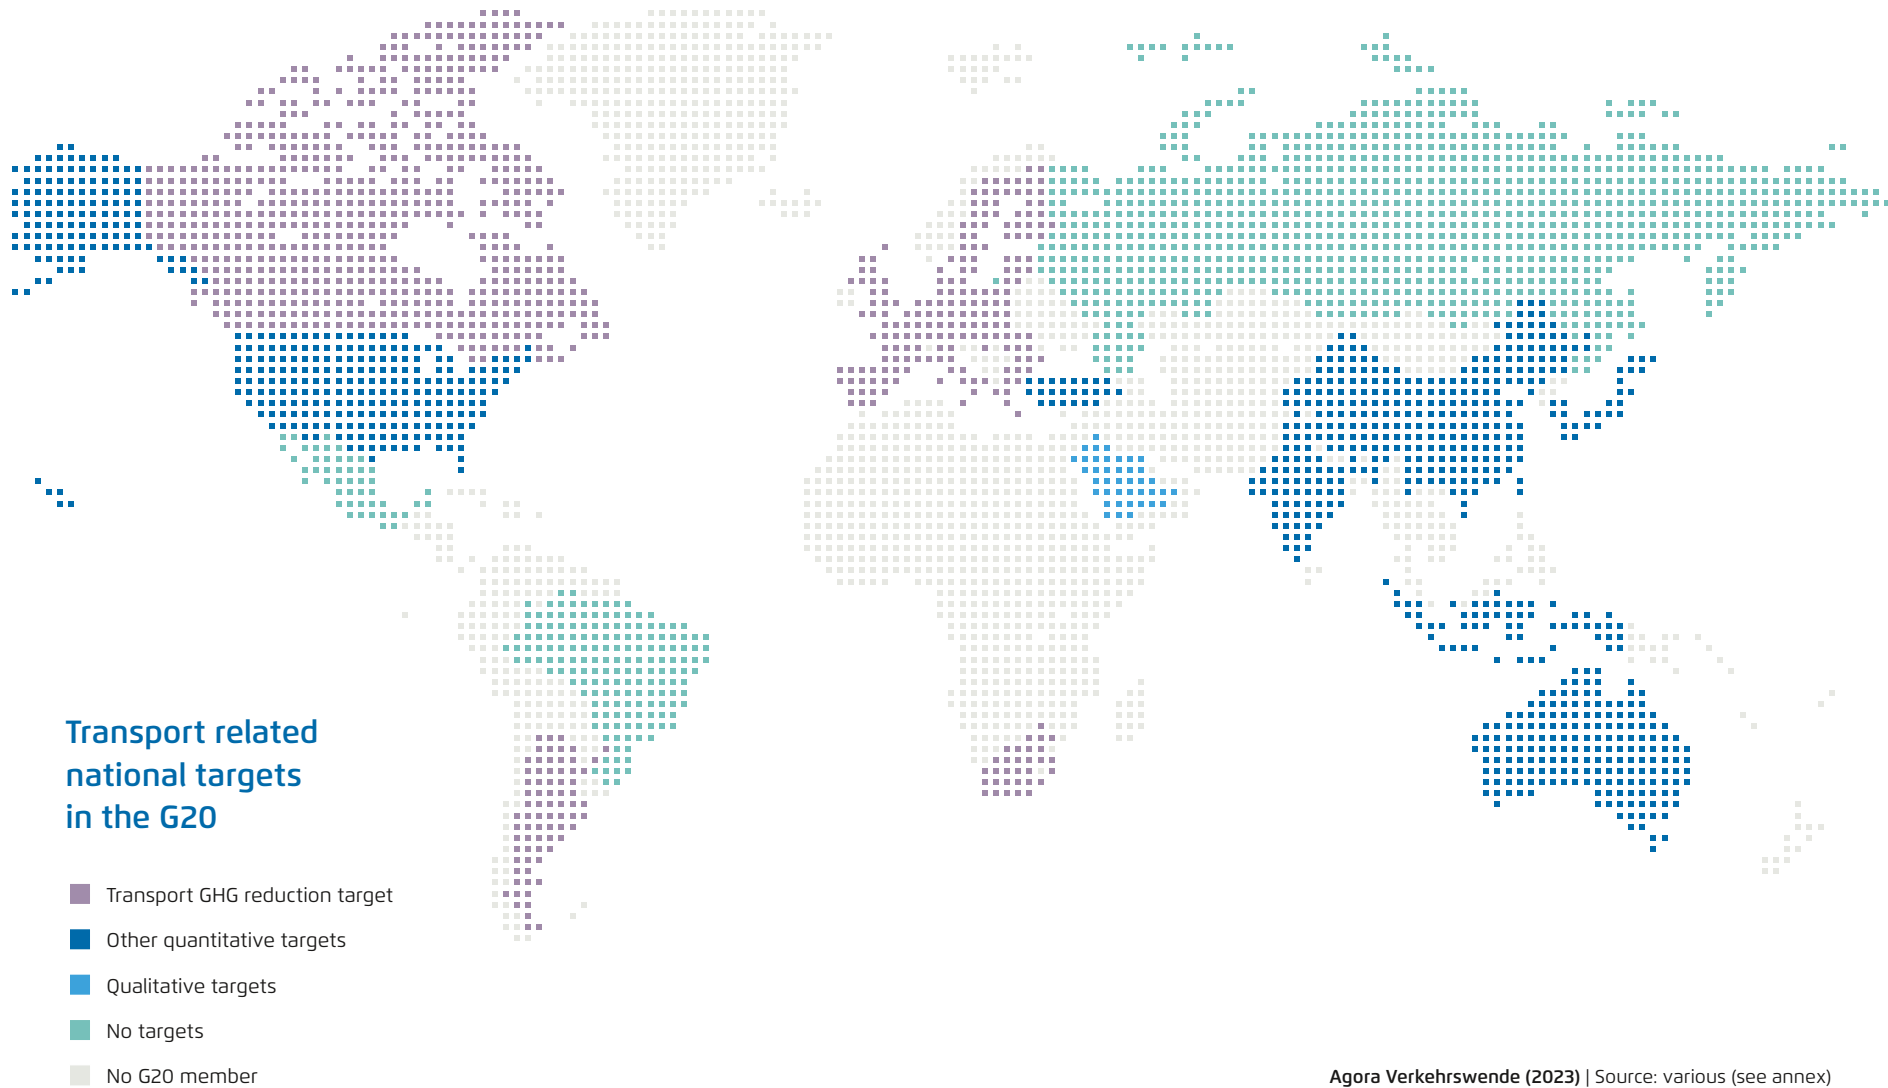 Transport related
national targets
in the G20
Transport GHG reduction target
Other quantitative targets
Qualitative targets
No targets
No G20 member
Agora Verkehrswende (2023) | Source: various (see annex)